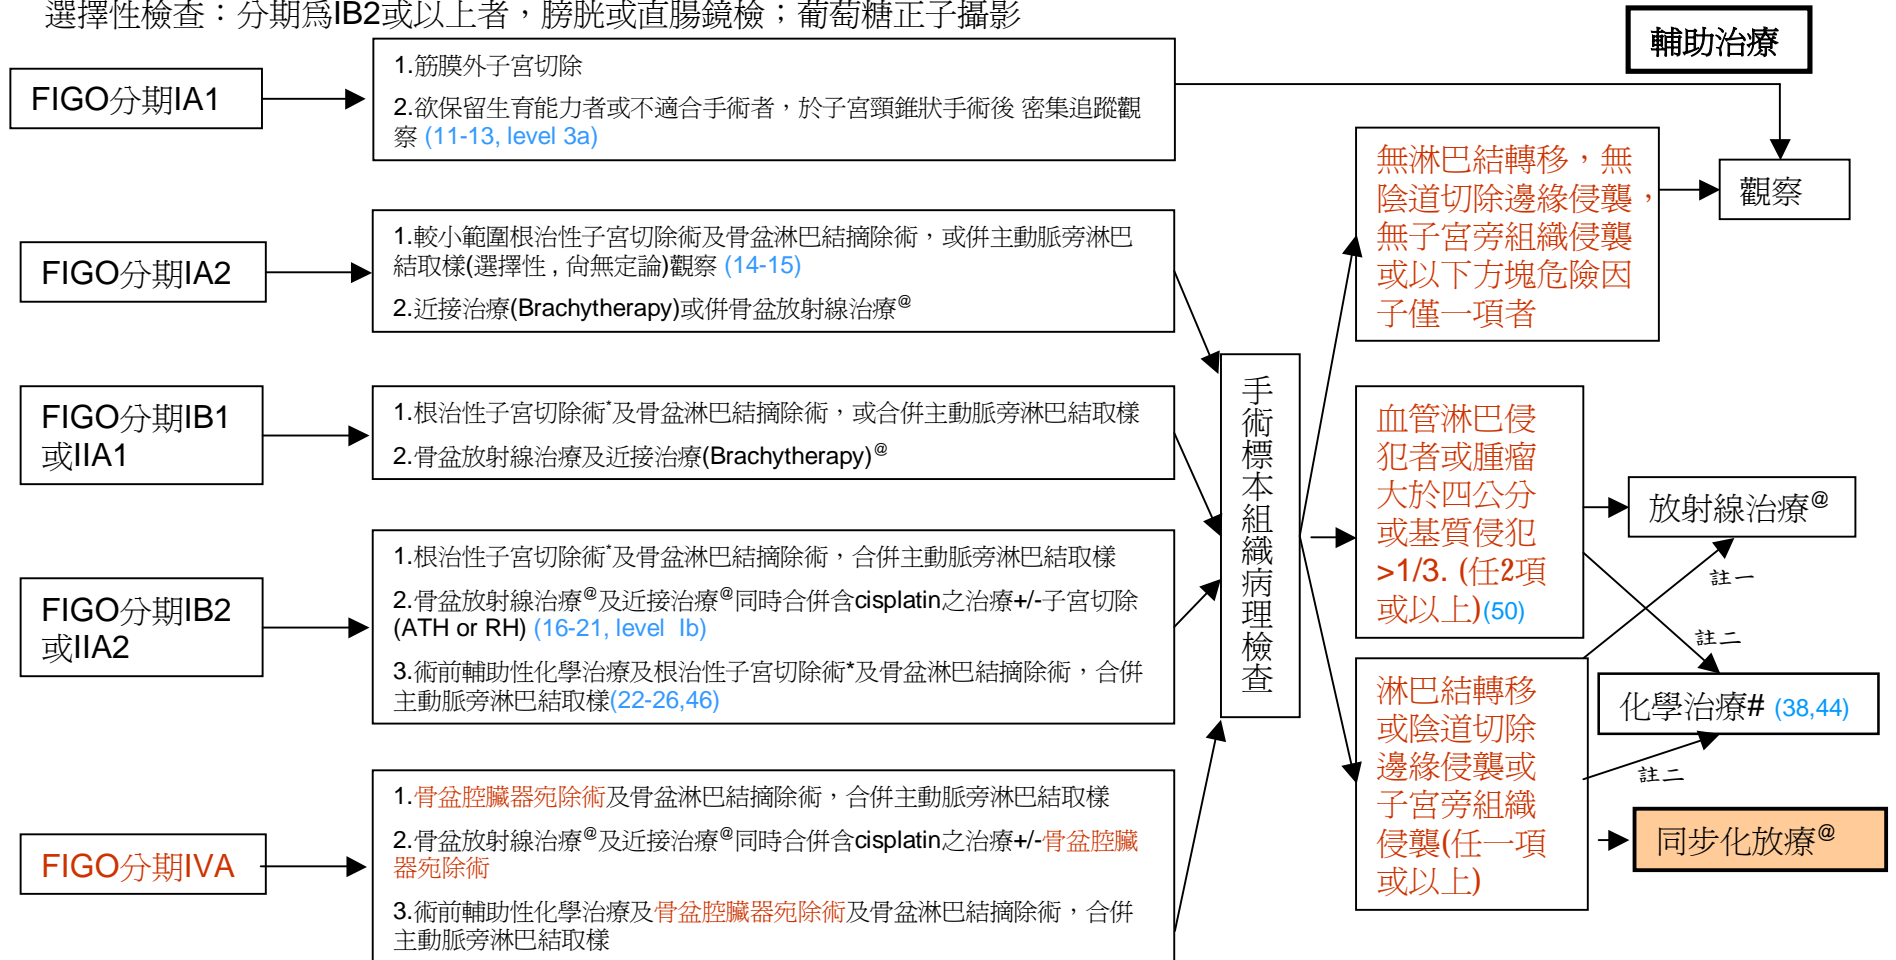 選擇性檢查：分期為IB2或以上者，膀胱或直腸鏡檢；葡萄糖正子攝影
輔助治療
FIGO分期IA1
1.筋膜外子宮切除
2.欲保留生育能力者或不適合手術者，於子宮頸錐狀手術後 密集追蹤觀
察 (11-13, level 3a)
FIGO分期IA2
1.較小範圍根治性子宮切除術及骨盆淋巴結摘除術，或併主動脈旁淋巴
結取樣(選擇性 , 尚無定論)觀察 (14-15)
2.近接治療(Brachytherapy)或併骨盆放射線治療@
FIGO分期IB1
或IIA1
1.根治性子宮切除術*及骨盆淋巴結摘除術，或合併主動脈旁淋巴結取樣
2.骨盆放射線治療及近接治療(Brachytherapy)@
FIGO分期IB2
或IIA2
1.根治性子宮切除術*及骨盆淋巴結摘除術，合併主動脈旁淋巴結取樣
2.骨盆放射線治療@及近接治療@同時合併含cisplatin之治療+/-子宮切除
(ATH or RH) (16-21, level Ib)
3.術前輔助性化學治療及根治性子宮切除術*及骨盆淋巴結摘除術，合併
主動脈旁淋巴結取樣(22-26,46)
FIGO分期IVA
1.骨盆腔臟器宛除術及骨盆淋巴結摘除術，合併主動脈旁淋巴結取樣
2.骨盆放射線治療@及近接治療@同時合併含cisplatin之治療+/-骨盆腔臟
器宛除術
3.術前輔助性化學治療及骨盆腔臟器宛除術及骨盆淋巴結摘除術，合併
主動脈旁淋巴結取樣
手術標本組織病理檢查
無淋巴結轉移，無
陰道切除邊緣侵襲，
無子宮旁組織侵襲
或以下方塊危險因
子僅一項者
觀察
血管淋巴侵
犯者或腫瘤
大於四公分
或基質侵犯
>1/3. (任2項
或以上)(50)
放射線治療@
註一
註二
淋巴結轉移
或陰道切除
邊緣侵襲或
子宮旁組織
侵襲(任一項
或以上)
化學治療# (38,44)
註二
同步化放療@